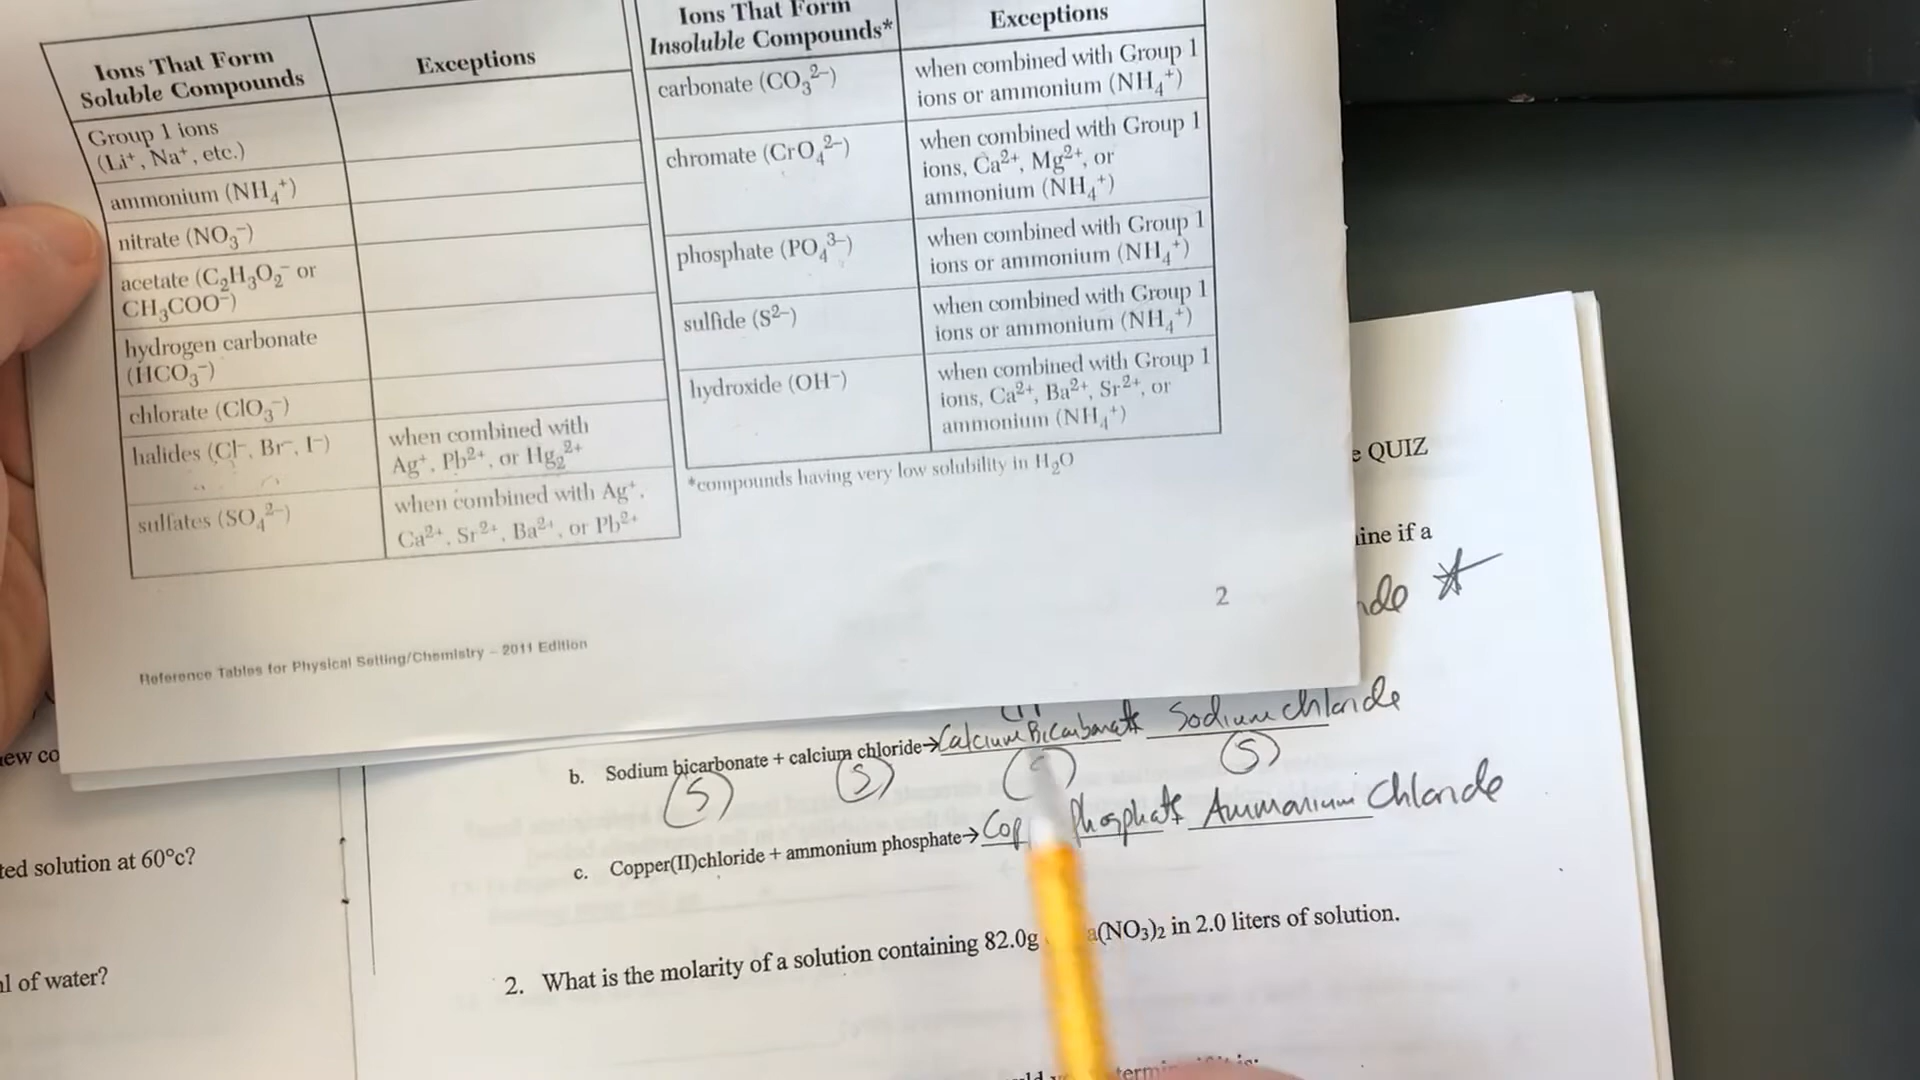 Ions That Form
Soluble Compounds
Exceptions
Group 1 ions
(Li⁺, Na⁺, etc.)
ammonium (NH₄⁺)
nitrate (NO₃⁻)
acetate (C₂H₃O₂⁻ or
CH₃COO⁻)
hydrogen carbonate
(HCO₃⁻)
chlorate (ClO₃⁻)
halides (Cl⁻, Br⁻, I⁻)
when combined with
Ag⁺, Pb²⁺, or Hg₂²⁺
sulfates (SO₄²⁻)
when combined with Ag⁺,
Ca²⁺, Sr²⁺, Ba²⁺, or Pb²⁺
Ions That Form
Insoluble Compounds*
Exceptions
carbonate (CO₃²⁻)
when combined with Group 1
ions or ammonium (NH₄⁺)
chromate (CrO₄²⁻)
when combined with Group 1
ions, Ca²⁺, Mg²⁺, or
ammonium (NH₄⁺)
phosphate (PO₄³⁻)
when combined with Group 1
ions or ammonium (NH₄⁺)
sulfide (S²⁻)
when combined with Group 1
ions or ammonium (NH₄⁺)
hydroxide (OH⁻)
when combined with Group 1
ions, Ca²⁺, Ba²⁺, Sr²⁺, or
ammonium (NH₄⁺)
*compounds having very low solubility in H₂O
2
Reference Tables for Physical Setting/Chemistry – 2011 Edition
QUIZ
if a
b. Sodium bicarbonate + calcium chloride→Calcium Bicarbonate Sodium chloride
S S S
c. Copper(II)chloride + ammonium phosphate→ Phosphate Ammonium Chloride
solution at 60°c?
of water?
2. What is the molarity of a solution containing 82.0g a(NO₃)₂ in 2.0 liters of solution.